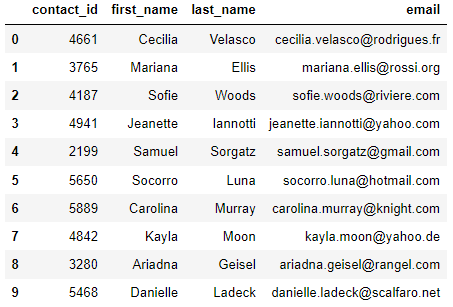 contact_id first_name last_name email
0 4661 Cecilia Velasco cecilia.velasco@rodrigues.fr
1 3765 Mariana Ellis mariana.ellis@rossi.org
2 4187 Sofie Woods sofie.woods@riviere.com
3 4941 Jeanette Iannotti jeanette.iannotti@yahoo.com
4 2199 Samuel Sorgatz samuel.sorgatz@gmail.com
5 5650 Socorro Luna socorro.luna@hotmail.com
6 5889 Carolina Murray carolina.murray@knight.com
7 4842 Kayla Moon kayla.moon@yahoo.de
8 3280 Ariadna Geisel ariadna.geisel@rangel.com
9 5468 Danielle Ladeck danielle.ladeck@scalfaro.net